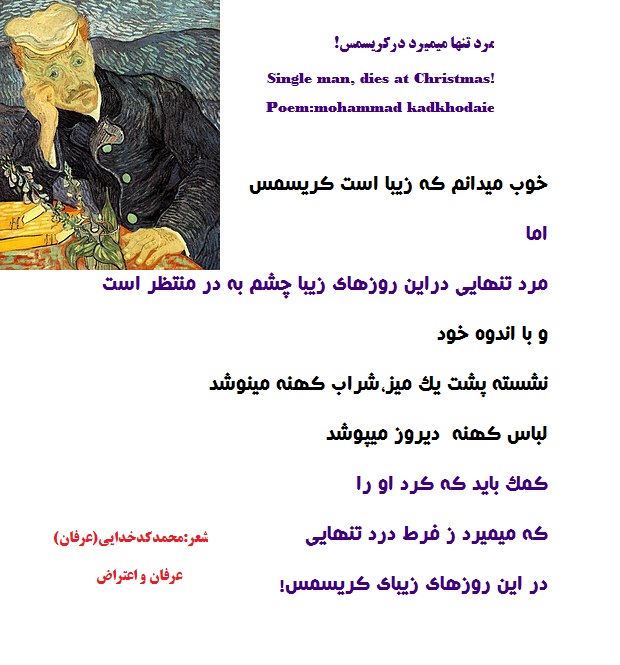 مرد تنها میمیرد درکریسمس!
Single man, dies at Christmas!
Poem:mohammad kadkhodaie
خوب میدانم که زیبا است کریسمس
اما
مرد تنهایی دراین روزهای زیبا چشم به در منتظر است
و با اندوه خود
نشسته پشت یك میز،شراب کهنه مینوشد
لباس کهنه دیروز میپوشد
کمك باید که کرد او را
که میمیرد ز فرط درد تنهایی
در این روزهای زیبای کریسمس!
شعر:محمدکدخدایی(عرفان)
عرفان و اعتراض